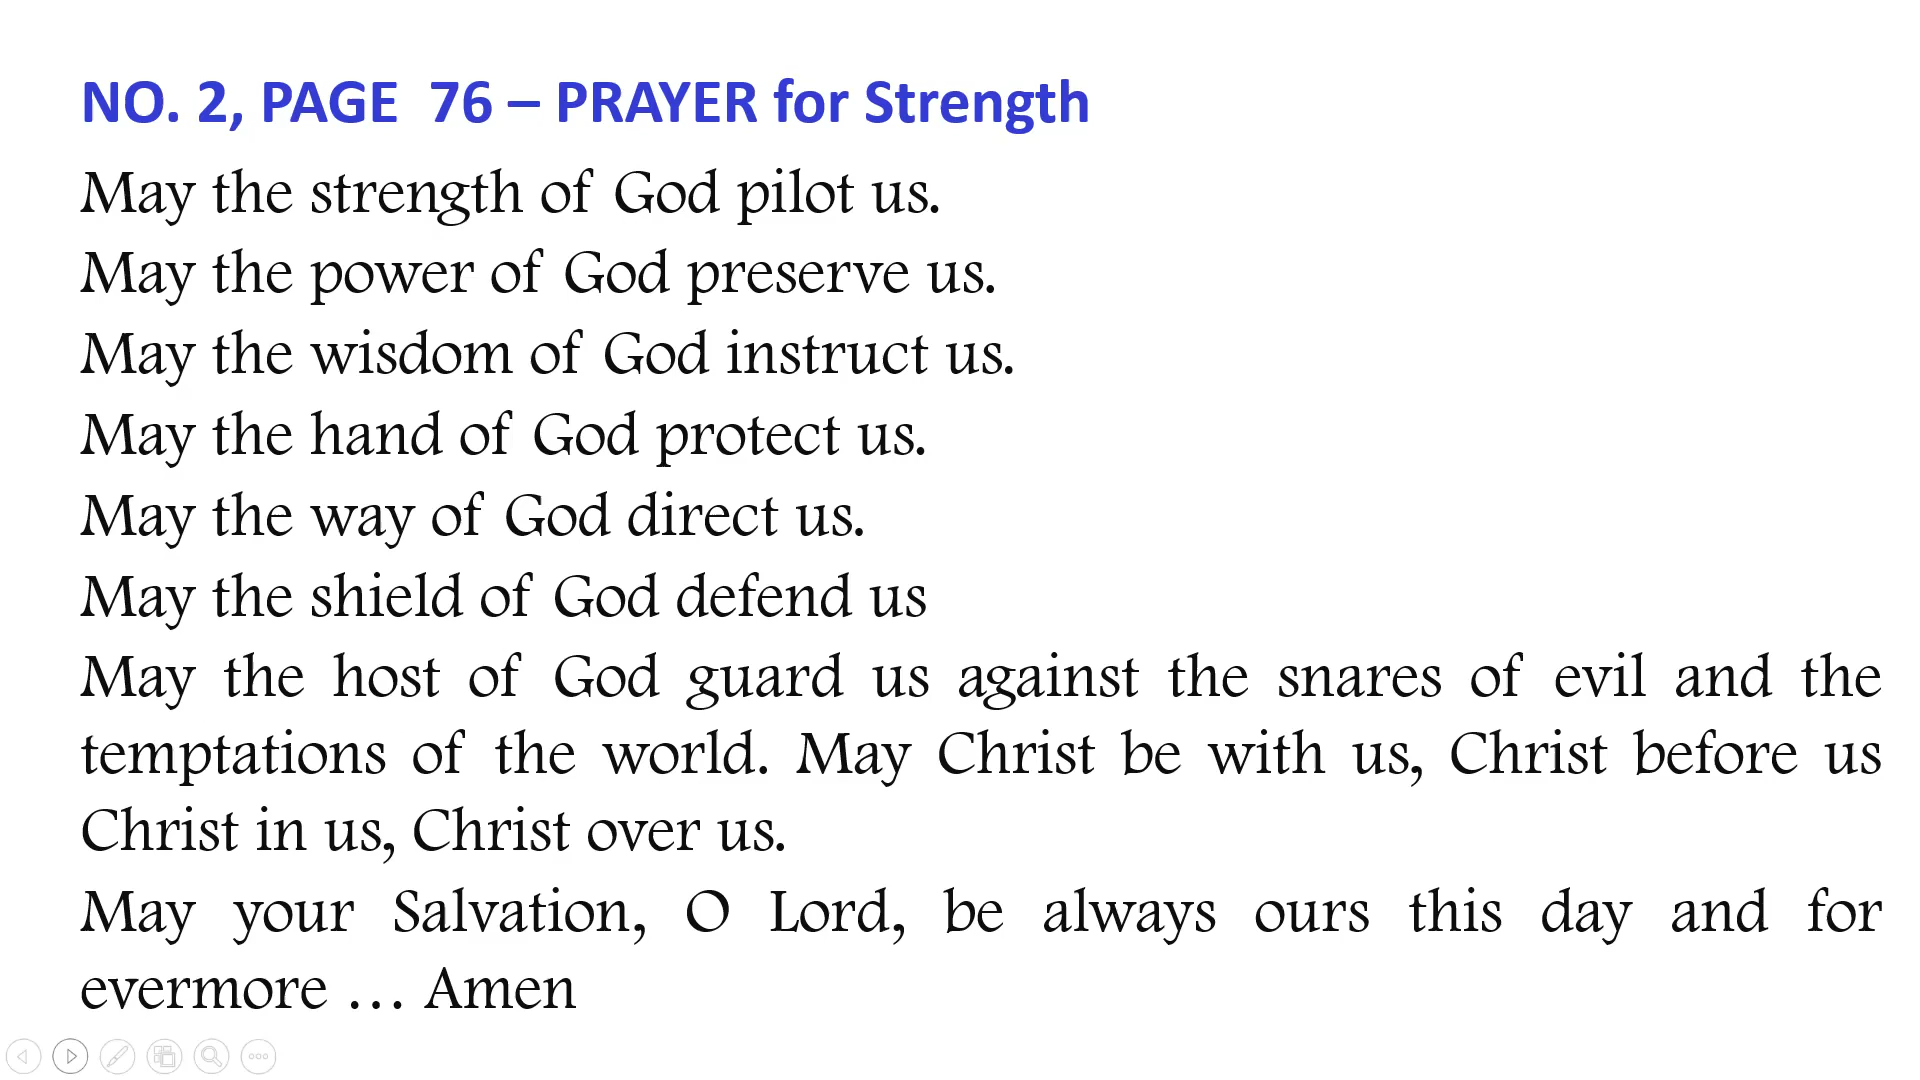 NO. 2, PAGE  76 – PRAYER for Strength
May the strength of God pilot us.
May the power of God preserve us.
May the wisdom of God instruct us.
May the hand of God protect us.
May the way of God direct us.
May the shield of God defend us
May the host of God guard us against the snares of evil and the
temptations of the world. May Christ be with us, Christ before us
Christ in us, Christ over us.
May your Salvation, O Lord, be always ours this day and for
evermore … Amen